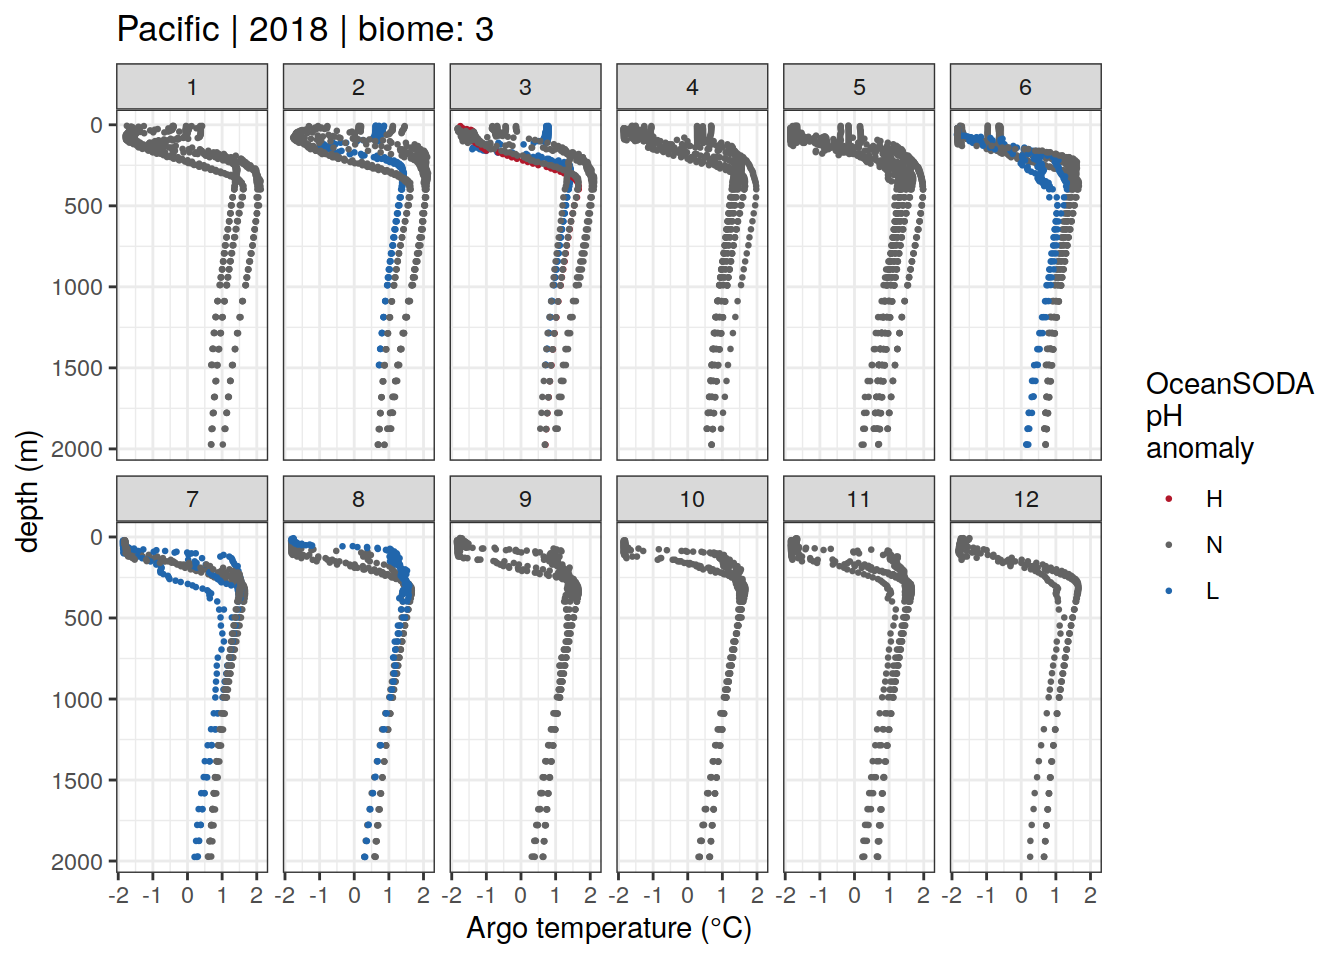 Pacific | 2018 | biome: 3
1 2 3 4 5 6
0
500
1000
1500
2000
7 8 9 10 11 12
0
500
1000
1500
2000
-2 -1 0 1 2 -2 -1 0 1 2 -2 -1 0 1 2 -2 -1 0 1 2 -2 -1 0 1 2 -2 -1 0 1 2
Argo temperature (°C)
depth (m)
OceanSODA
pH
anomaly
H
N
L